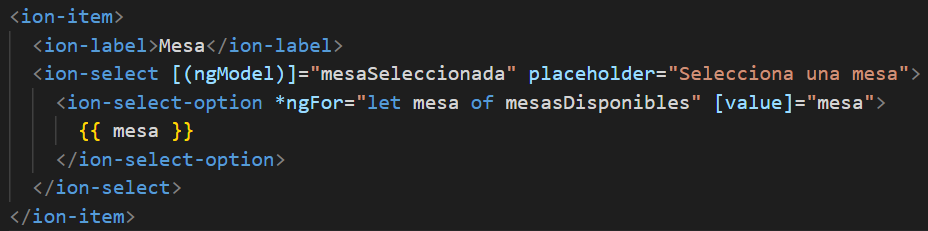 <ion-item>
<ion-label>Mesa</ion-label>
<ion-select [(ngModel)]="mesaSeleccionada" placeholder="Selecciona una mesa">
<ion-select-option *ngFor="let mesa of mesasDisponibles" [value]="mesa">
{{ mesa }}
</ion-select-option>
</ion-select>
</ion-item>